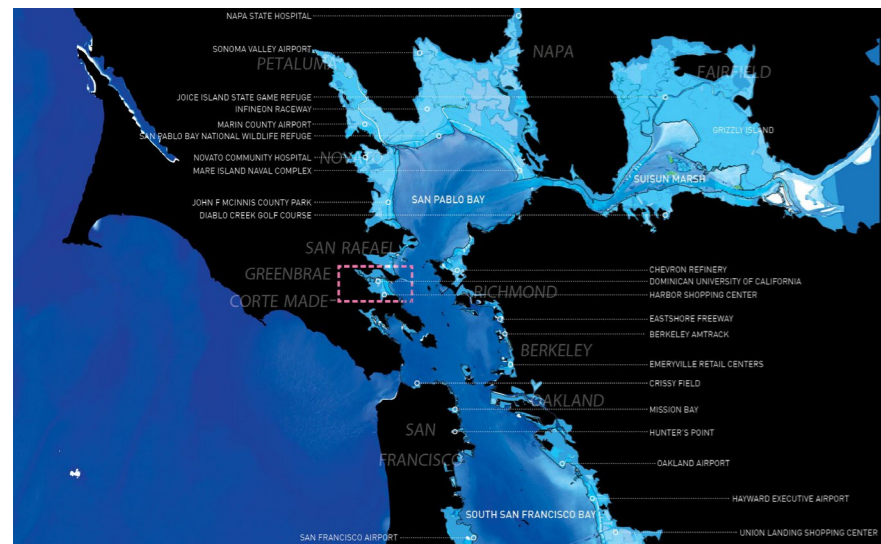 NAPA STATE HOSPITAL
SONOMA VALLEY AIRPORT
NAPA
PETALUMA
FAIRFIELD
JOICE ISLAND STATE GAME REFUGE
INFINEON RACEWAY
MARIN COUNTY AIRPORT
GRIZZLY ISLAND
SAN PABLO BAY NATIONAL WILDLIFE REFUGE
NOVATO COMMUNITY HOSPITAL
NOVATO
MARE ISLAND NAVAL COMPLEX
SUISUN MARSH
JOHN F MCINNIS COUNTY PARK
SAN PABLO BAY
DIABLO CREEK GOLF COURSE
SAN RAFAEL
GREENBRAE
CHEVRON REFINERY
DOMINICAN UNIVERSITY OF CALIFORNIA
CORTE MADE
RICHMOND
HARBOR SHOPPING CENTER
EASTSHORE FREEWAY
BERKELEY AMTRACK
BERKELEY
EMERYVILLE RETAIL CENTERS
CRISSY FIELD
OAKLAND
MISSION BAY
SAN
HUNTER'S POINT
FRANCISCO
OAKLAND AIRPORT
HAYWARD EXECUTIVE AIRPORT
SOUTH SAN FRANCISCO BAY
UNION LANDING SHOPPING CENTER
SAN FRANCISCO AIRPORT